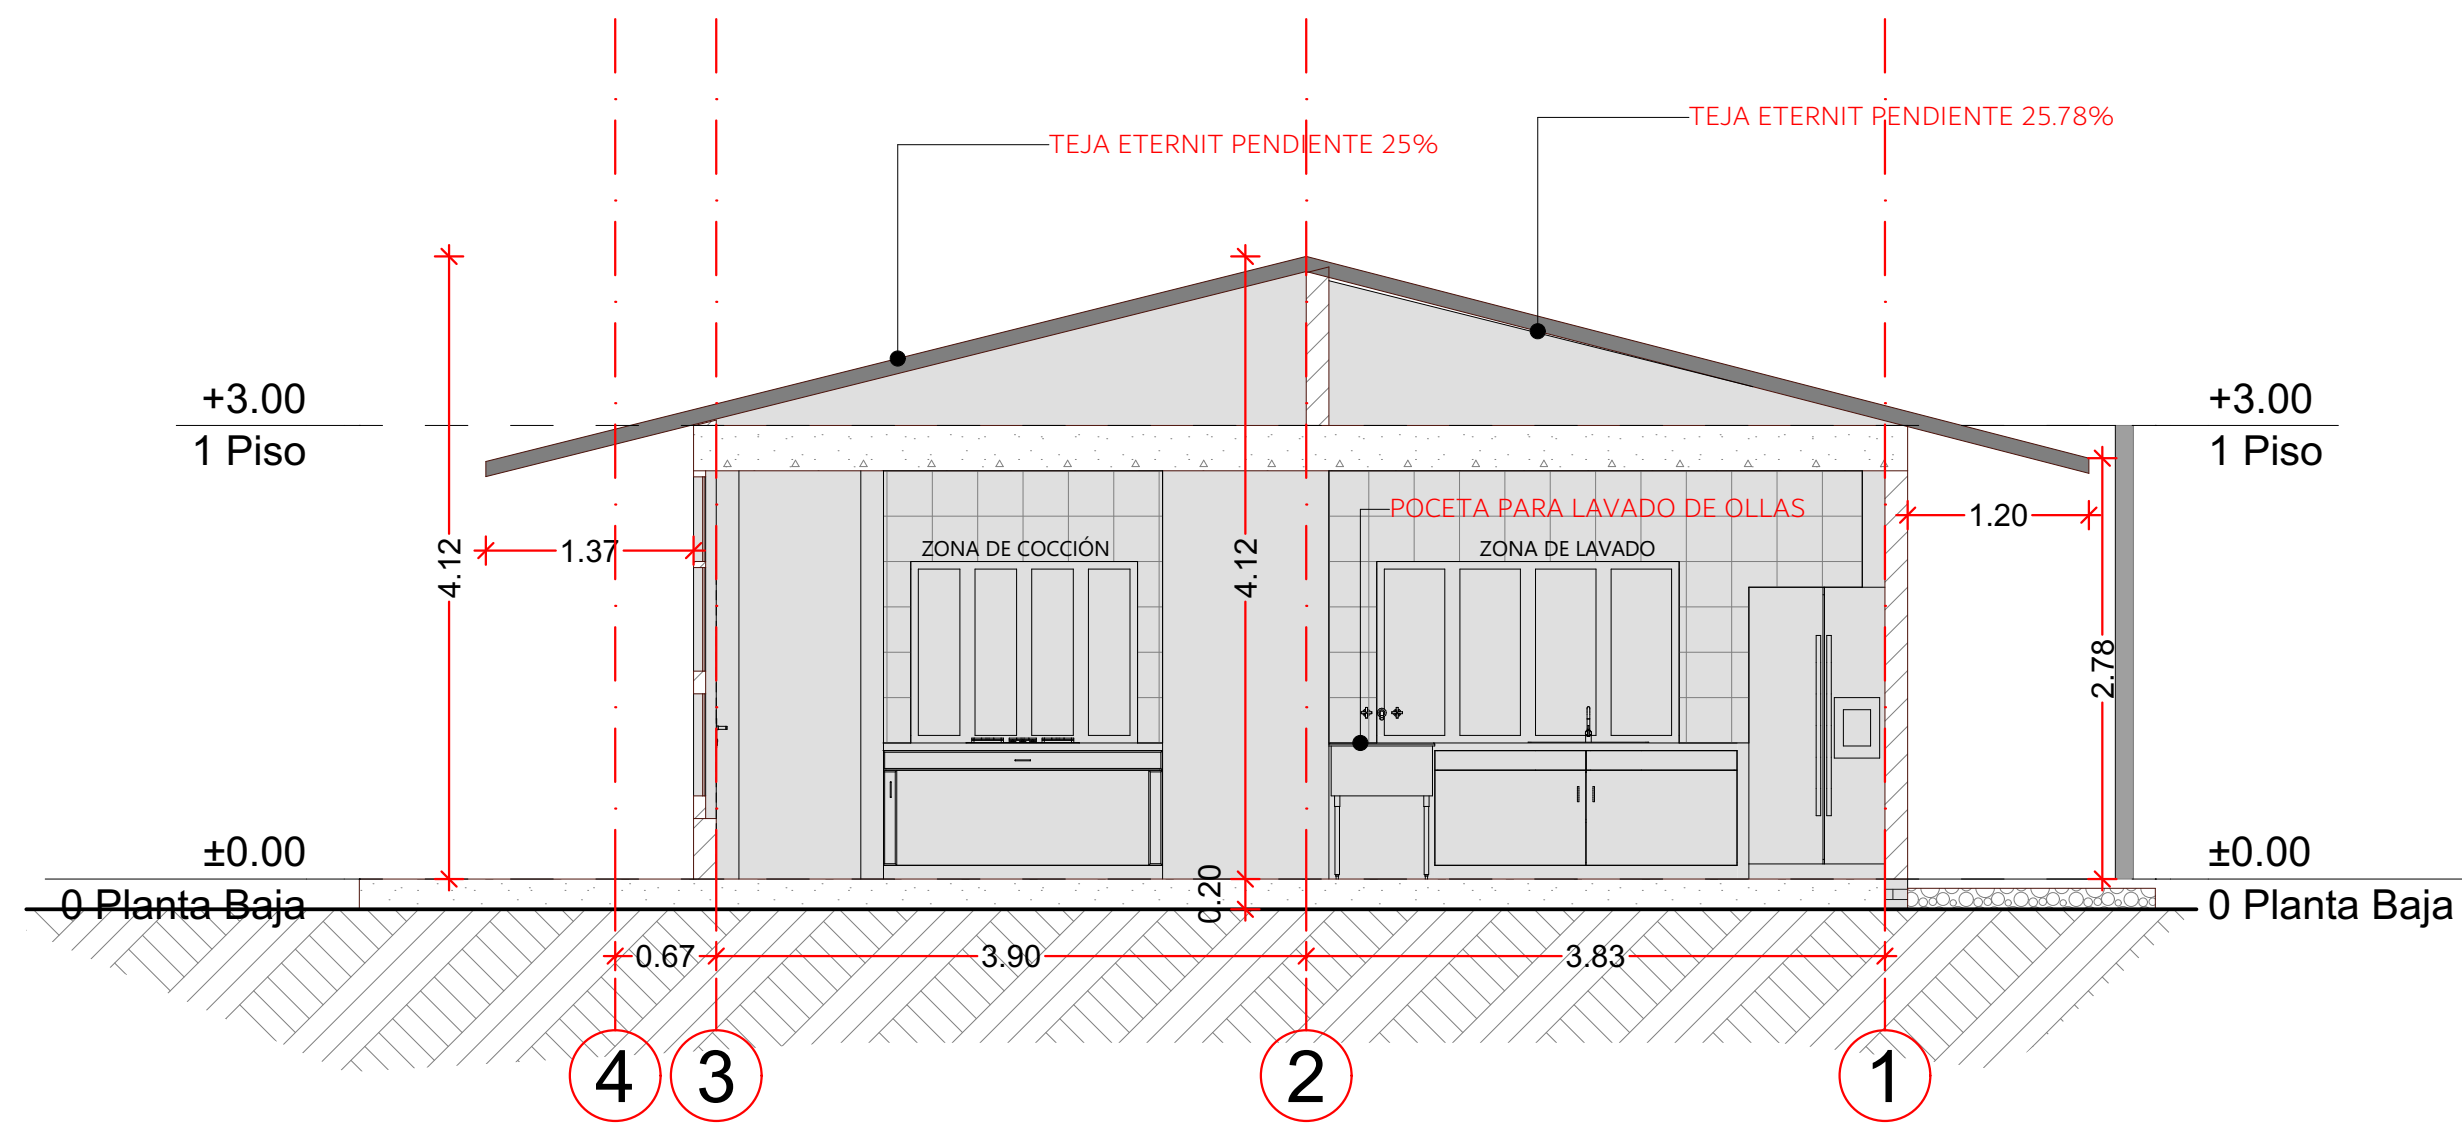 TEJA ETERNIT PENDIENTE 25.78%
TEJA ETERNIT PENDIENTE 25%
+3.00
1 Piso
+3.00
1 Piso
POCETA PARA LAVADO DE OLLAS
1.20
4.12
1.37
ZONA DE COCCIÓN
4.12
ZONA DE LAVADO
2.78
±0.00
0 Planta Baja
0.20
±0.00
0 Planta Baja
0.67
3.90
3.83
4
3
2
1